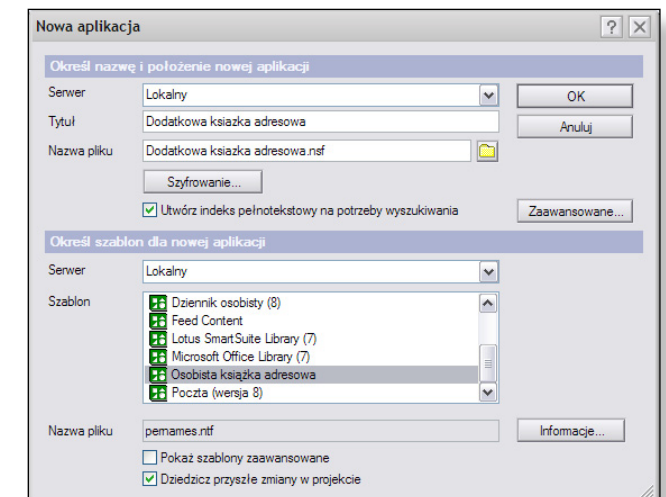 Nowa aplikacja
Określ nazwę i położenie nowej aplikacji
Serwer Lokalny OK
Tytuł Dodatkowa ksiazka adresowa Anuluj
Nazwa pliku Dodatkowa ksiazka adresowa.nsf
Szyfrowanie...
Utwórz indeks pełnotekstowy na potrzeby wyszukiwania Zaawansowane...
Określ szablon dla nowej aplikacji
Serwer Lokalny
Szablon Dziennik osobisty (8)
Feed Content
Lotus SmartSuite Library (7)
Microsoft Office Library (7)
Osobista książka adresowa
Poczta (wersja 8)
Nazwa pliku pernames.ntf Informacje...
Pokaż szablony zaawansowane
Dziedzicz przyszłe zmiany w projekcie